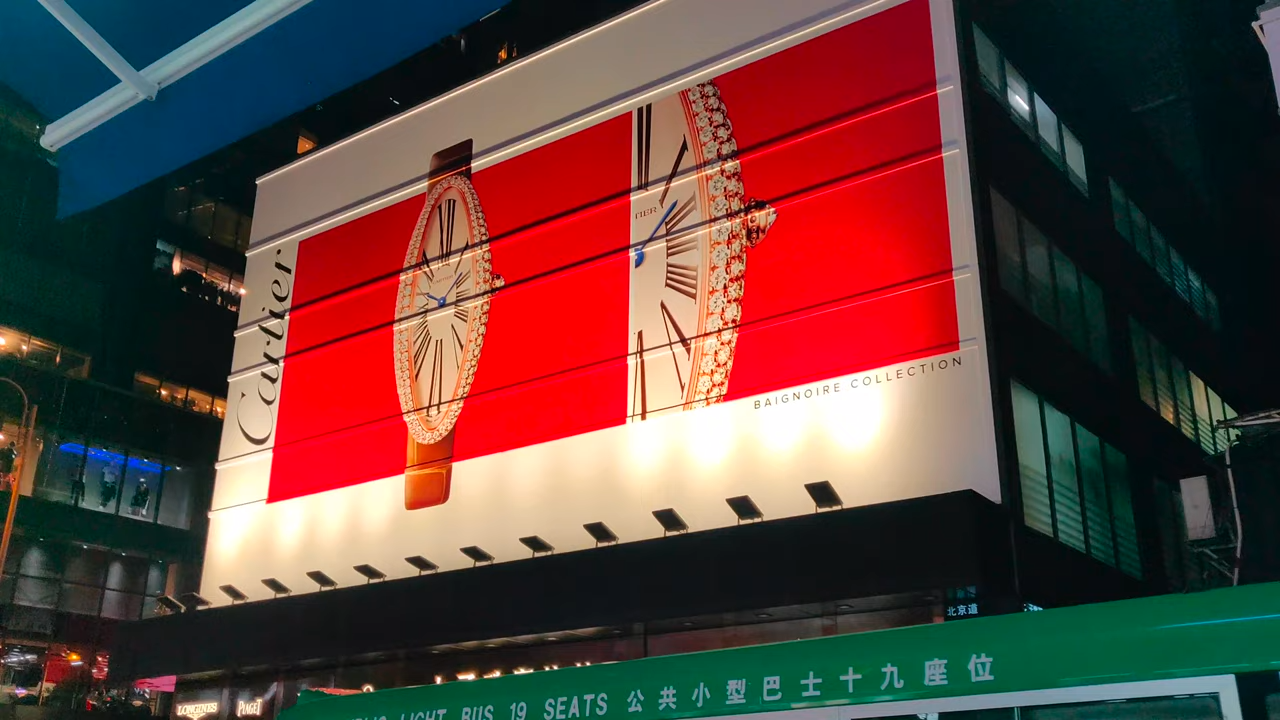 Cartier
TIER
BAIGNOIRE COLLECTION
北京道
LONGINES
PIAGET
LIGHT BUS 19 SEATS 公共小型巴士十九座位